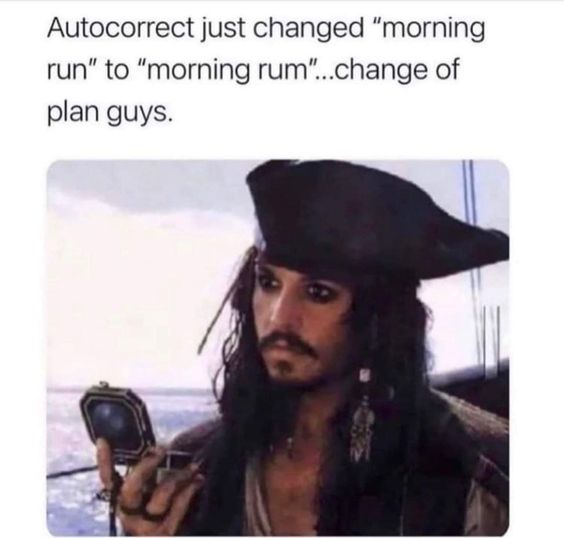 Autocorrect just changed “morning
run” to “morning rum”...change of
plan guys.